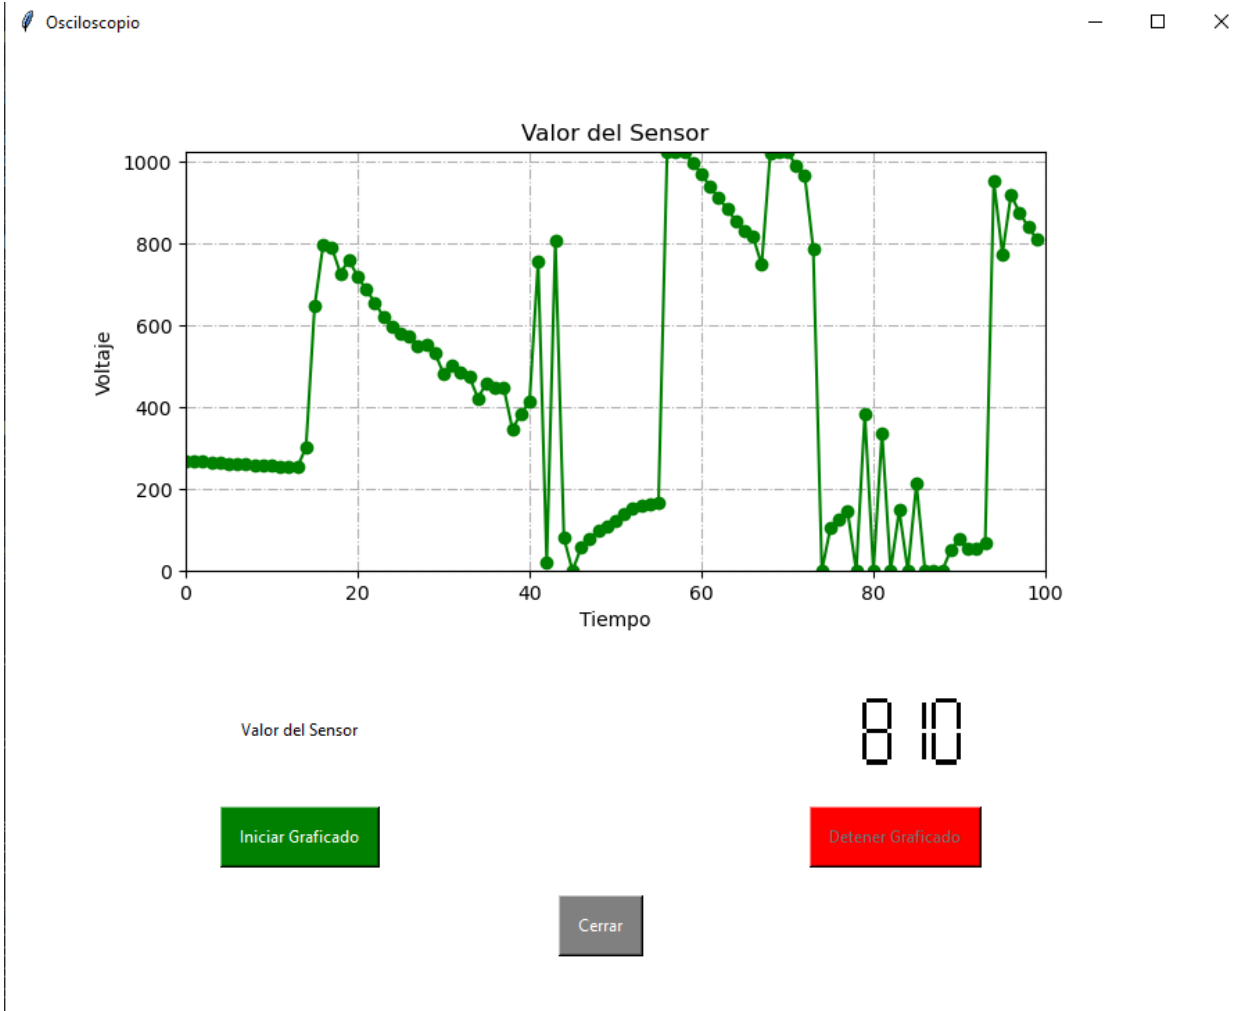 Osciloscopio
Valor del Sensor
1000
800
600
400
200
0
Voltaje
0 20 40 60 80 100
Tiempo
Valor del Sensor
810
Iniciar Graficado
Detener Graficado
Cerrar